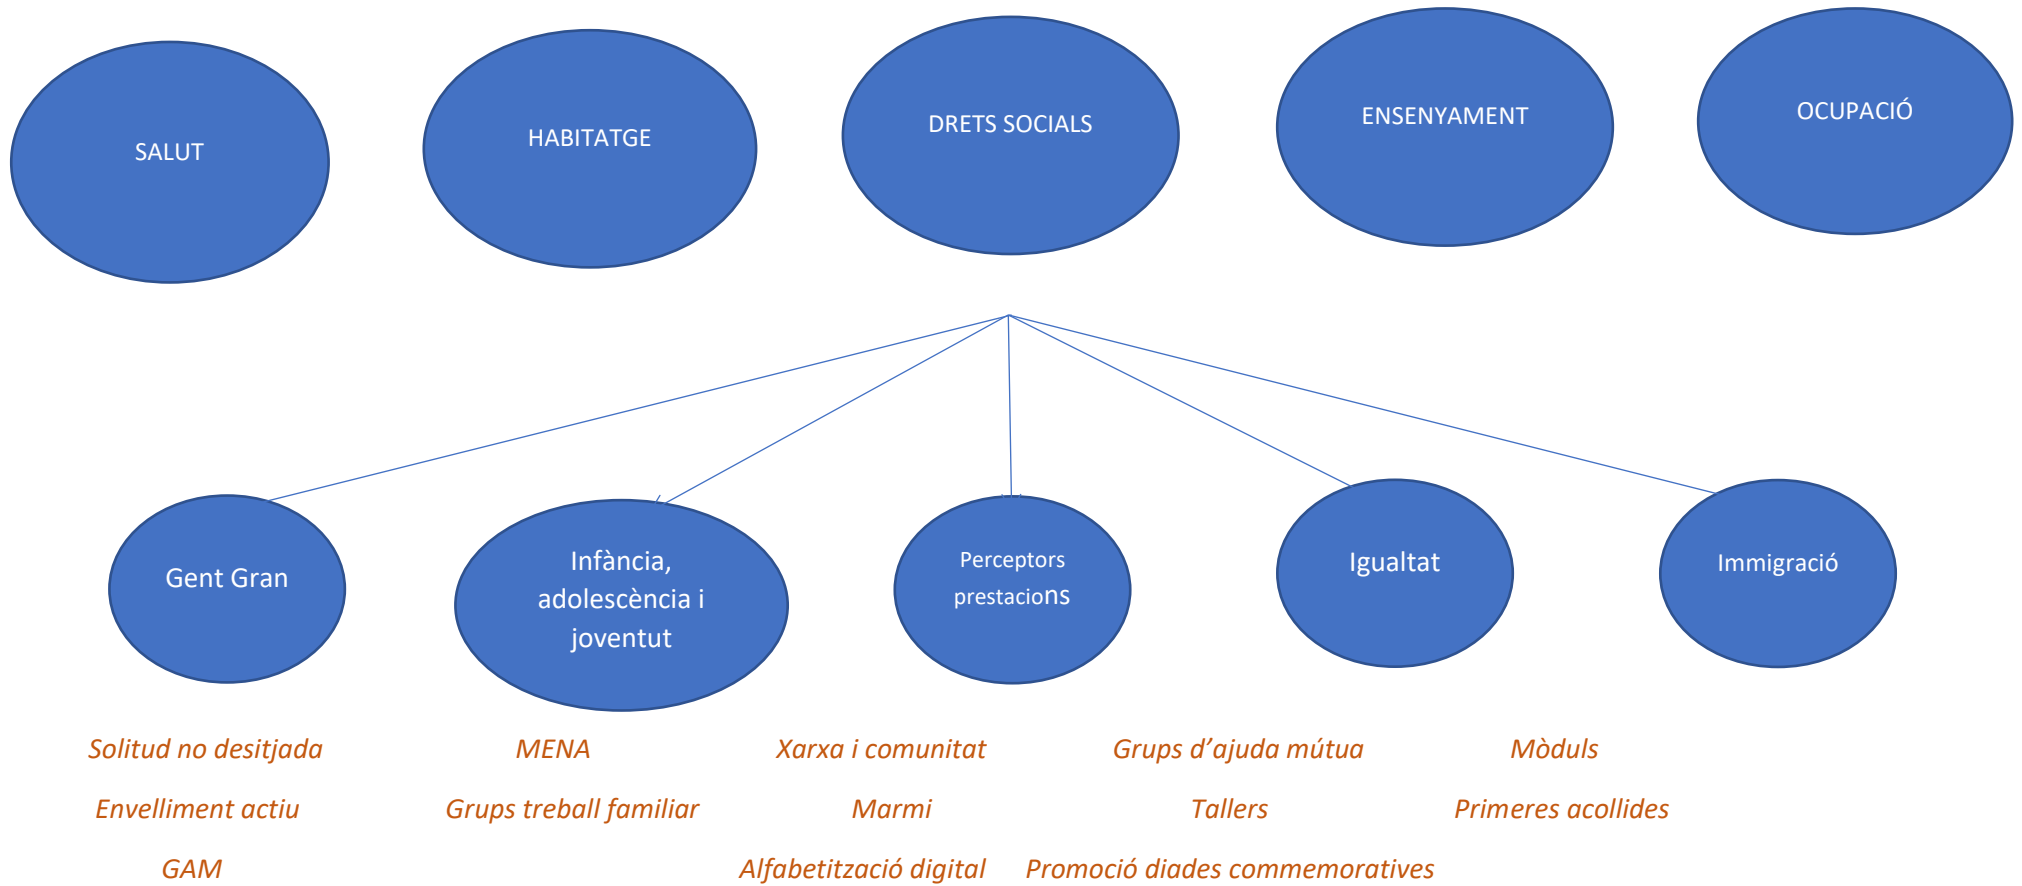 SALUT
HABITATGE
DRETS SOCIALS
ENSENYAMENT
OCUPACIÓ
Gent Gran
Infància,
adolescència i
joventut
Perceptors
prestacions
Igualtat
Immigració
Solitud no desitjada
MENA
Xarxa i comunitat
Grups d’ajuda mútua
Mòduls
Envelliment actiu
Grups treball familiar
Marmi
Tallers
Primeres acollides
GAM
Alfabetització digital
Promoció diades commemoratives